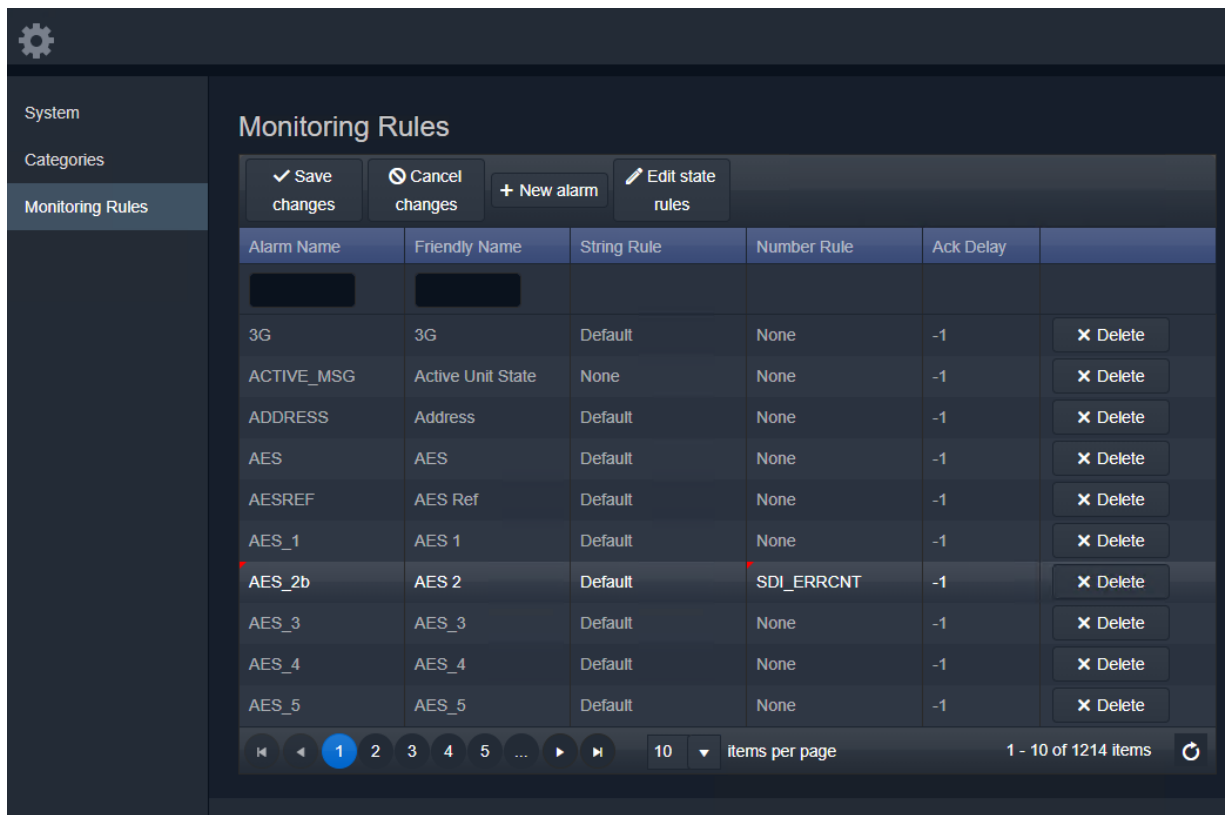 System
Categories
Monitoring Rules
Monitoring Rules
Save changes
Cancel changes
New alarm
Edit state rules
Alarm Name Friendly Name String Rule Number Rule Ack Delay
3G 3G Default None -1 Delete
ACTIVE_MSG Active Unit State None None -1 Delete
ADDRESS Address Default None -1 Delete
AES AES Default None -1 Delete
AESREF AES Ref Default None -1 Delete
AES_1 AES 1 Default None -1 Delete
AES_2b AES 2 Default SDI_ERRCNT -1 Delete
AES_3 AES_3 Default None -1 Delete
AES_4 AES_4 Default None -1 Delete
AES_5 AES_5 Default None -1 Delete
1 2 3 4 5 ... 10 items per page 1 - 10 of 1214 items